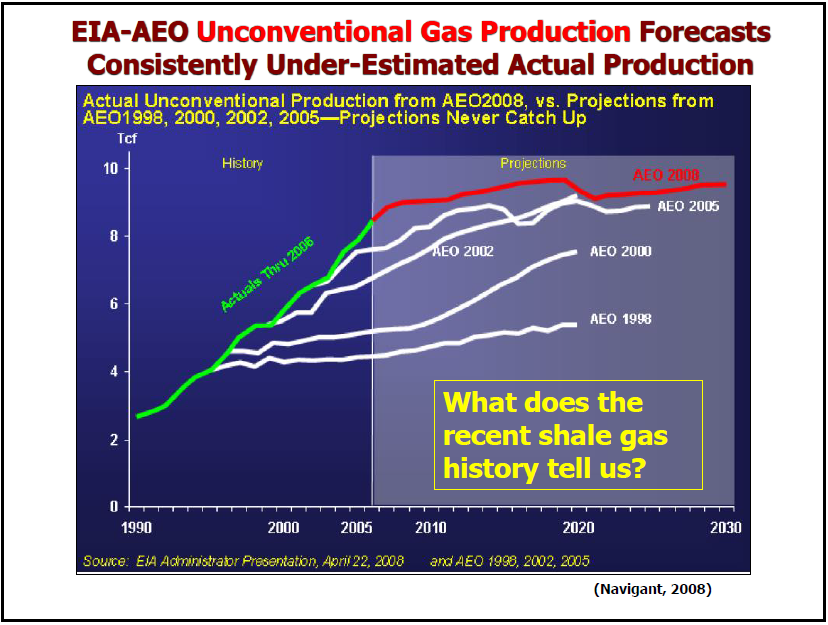 EIA-AEO Unconventional Gas Production Forecasts
Consistently Under-Estimated Actual Production
Actual Unconventional Production from AEO2008, vs. Projections from
AEO1998, 2000, 2002, 2005—Projections Never Catch Up
Tcf
History
Projections
10
8
6
4
2
0
Actuals Thru 2006
AEO 2008
AEO 2005
AEO 2002
AEO 2000
AEO 1998
What does the
recent shale gas
history tell us?
1990
2000
2005
2010
2020
2030
Source: EIA Administrator Presentation, April 22, 2008 and AEO 1998, 2002, 2005
(Navigant, 2008)